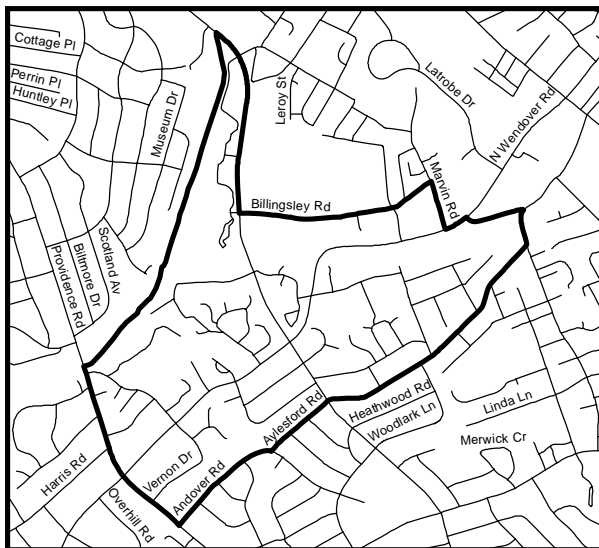 Cottage Pl
Perrin Pl
Huntley Pl
Museum Dr
Leroy St
Latrobe Dr
N Wendover Rd
Marvin Rd
Billingsley Rd
Scotland Av
Biltmore Dr
Providence Rd
Heathwood Rd
Woodlark Ln
Linda Ln
Merwick Cr
Aylesford Rd
Andover Rd
Vernon Dr
Overhill Rd
Harris Rd